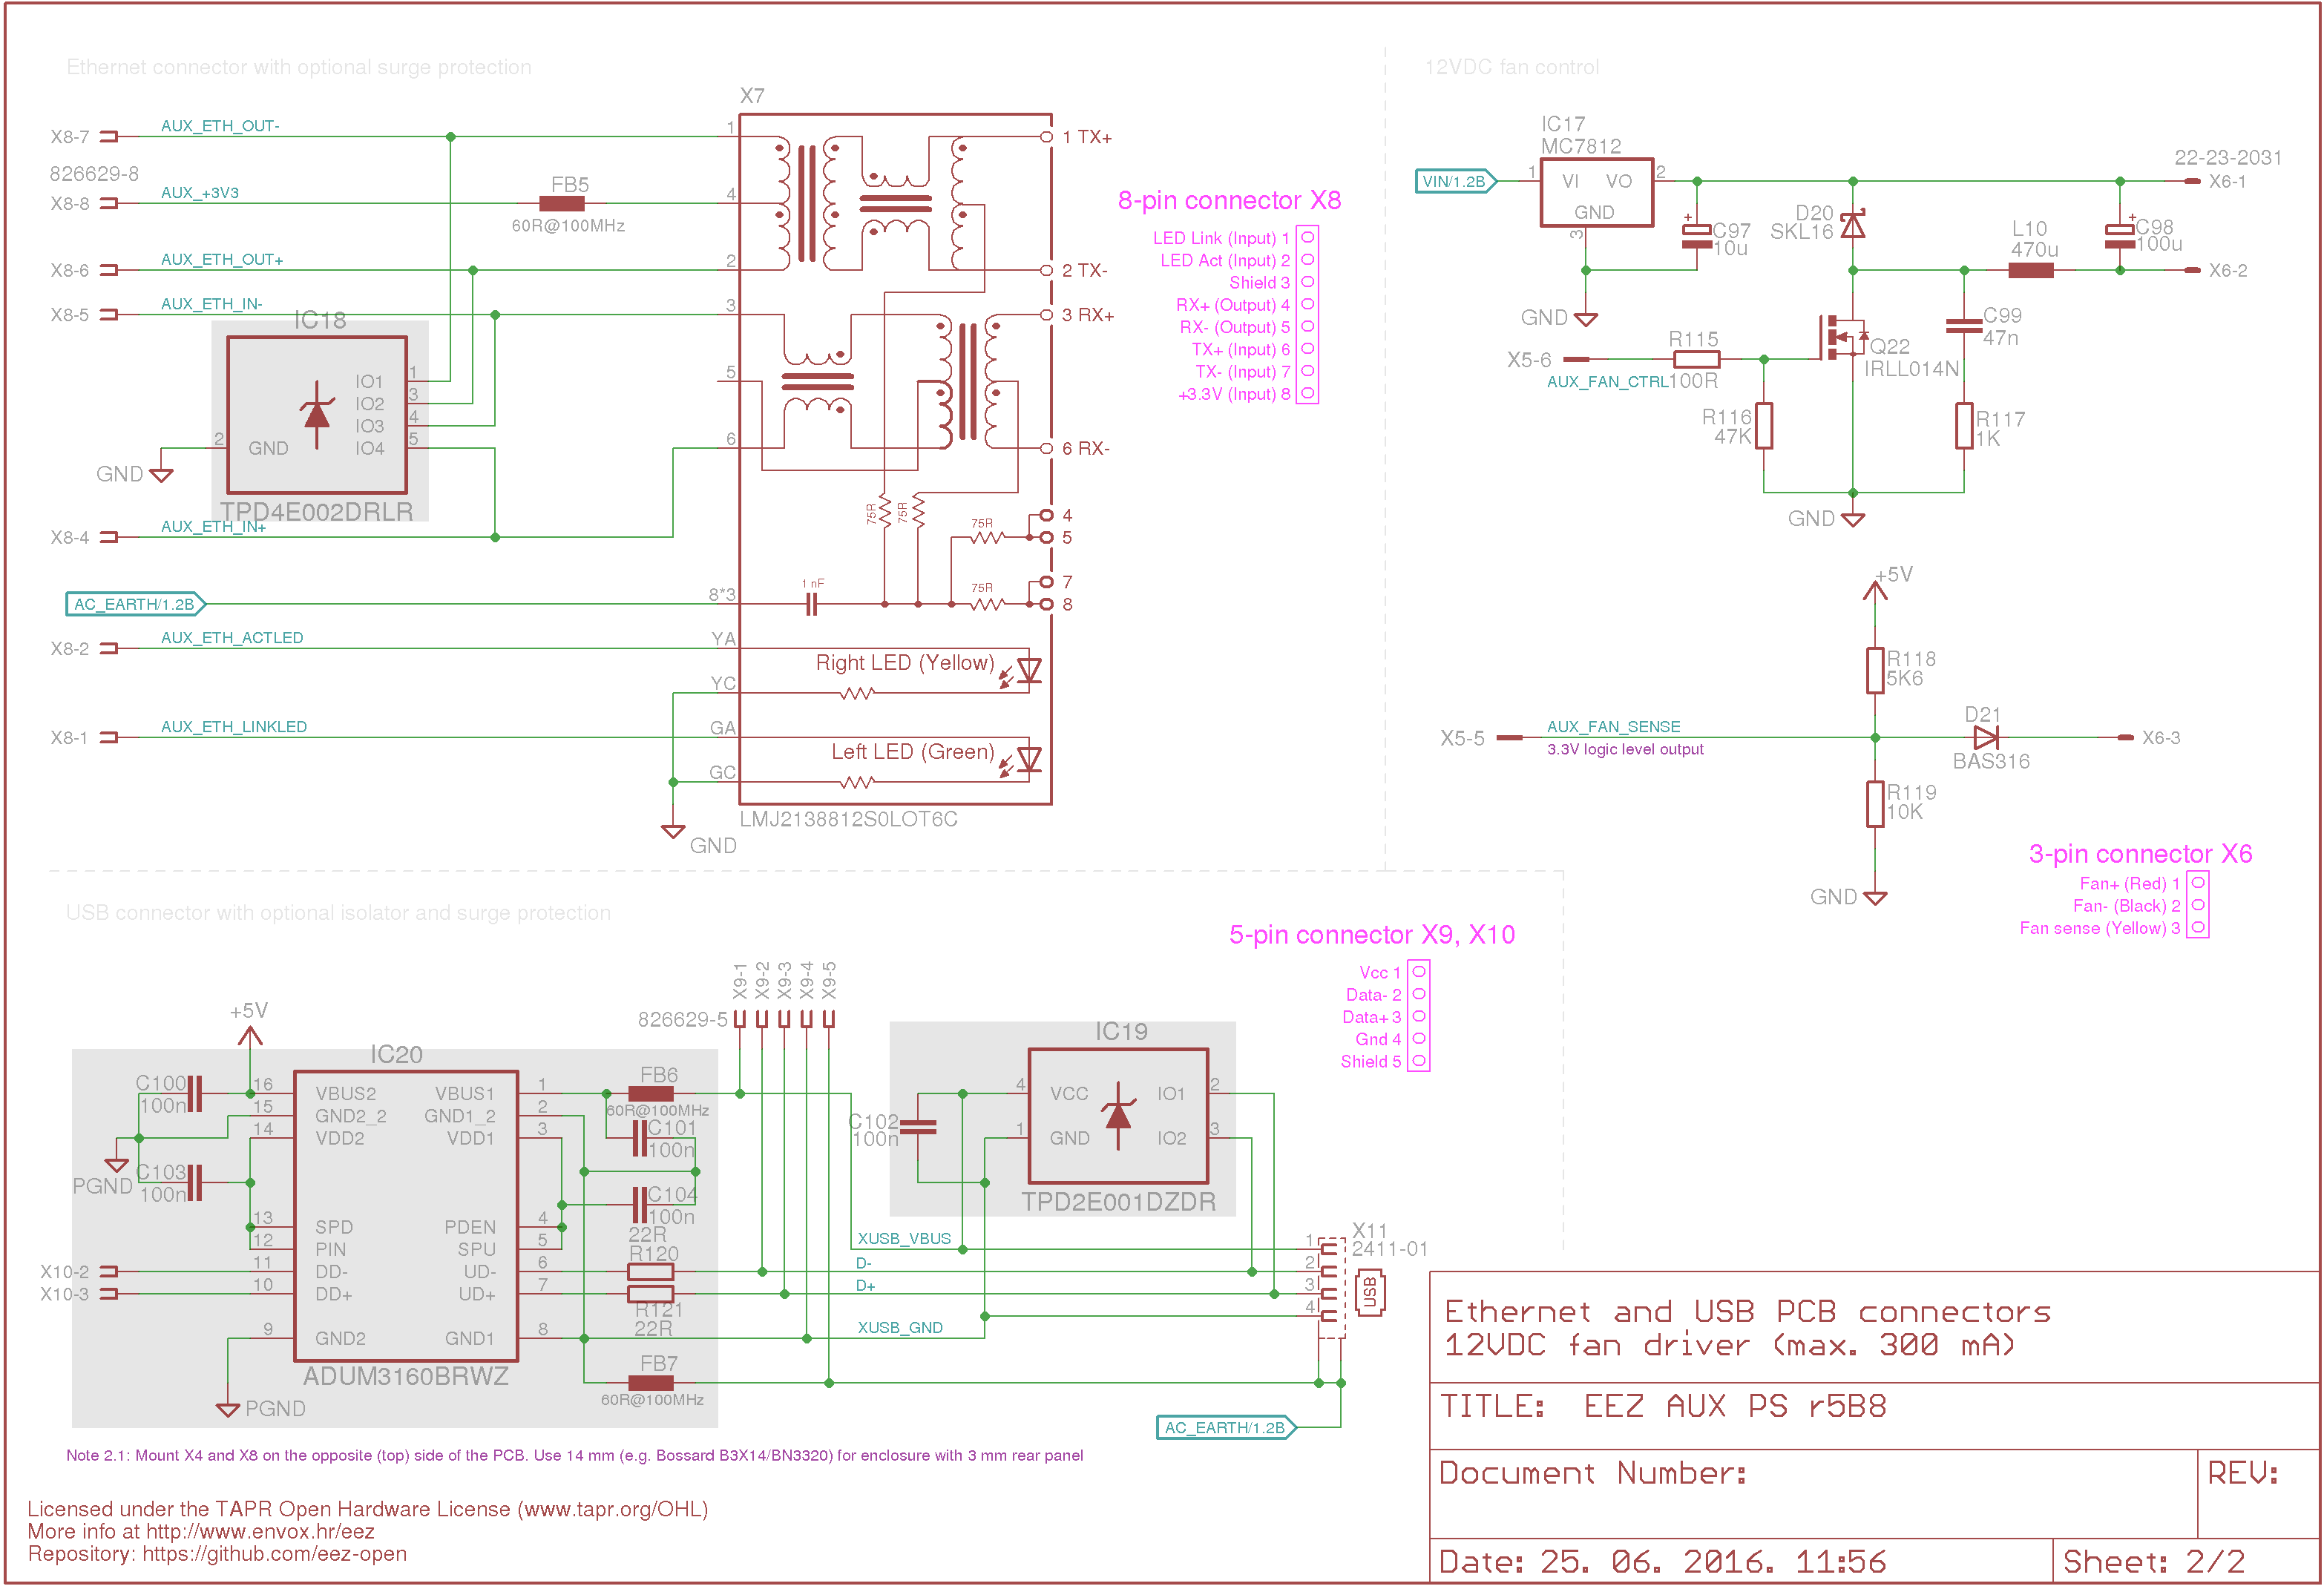 Ethernet connector with optional surge protection
X7
X8-7
AUX_ETH_OUT-
1
1 TX+
826629-8
X8-8
AUX_+3V3
FB5
60R@100MHz
4
X8-6
AUX_ETH_OUT+
2
2 TX-
X8-5
AUX_ETH_IN-
3
3 RX+
IC18
IO1
1
IO2
3
IO3
4
IO4
5
2
GND
GND
TPD4E002DRLR
5
6
6 RX-
X8-4
AUX_ETH_IN+
75R
75R
75R
4
5
AC_EARTH/1.2B
8*3
1 nF
75R
7
8
X8-2
AUX_ETH_ACTLED
YA
Right LED (Yellow)
YC
X8-1
AUX_ETH_LINKLED
GA
Left LED (Green)
GC
LMJ2138812S0LOT6C
GND
8-pin connector X8
LED Link (Input) 1
LED Act (Input) 2
Shield 3
RX+ (Output) 4
RX- (Output) 5
TX+ (Input) 6
TX- (Input) 7
+3.3V (Input) 8
12VDC fan control
IC17
MC7812
VIN/1.2B
1
VI
VO
2
GND
3
GND
C97
10u
D20
SKL16
22-23-2031
X6-1
C98
100u
L10
470u
X6-2
C99
47n
X5-6
AUX_FAN_CTRL
R115
100R
Q22
IRLL014N
R116
47K
R117
1K
GND
+5V
R118
5K6
X5-5
AUX_FAN_SENSE
3.3V logic level output
D21
BAS316
X6-3
R119
10K
GND
3-pin connector X6
Fan+ (Red) 1
Fan- (Black) 2
Fan sense (Yellow) 3
USB connector with optional isolator and surge protection
5-pin connector X9, X10
Vcc 1
Data- 2
Data+ 3
Gnd 4
Shield 5
X9-1
X9-2
X9-3
X9-4
X9-5
826629-5
+5V
IC20
C100
100n
PGND
C103
100n
16
VBUS2
15
GND2_2
14
VDD2
13
SPD
12
PIN
11
DD-
10
DD+
9
GND2
VBUS1
1
GND1_2
2
VDD1
3
PDEN
4
SPU
5
UD-
6
UD+
7
GND1
8
X10-2
X10-3
PGND
ADUM3160BRWZ
FB6
60R@100MHz
C101
100n
C104
100n
22R
R120
R121
22R
FB7
60R@100MHz
IC19
C102
100n
4
VCC
1
GND
IO1
2
IO2
3
TPD2E001DZDR
XUSB_VBUS
D-
D+
XUSB_GND
X11
2411-01
1
2
3
4
USB
AC_EARTH/1.2B
Note 2.1: Mount X4 and X8 on the opposite (top) side of the PCB. Use 14 mm (e.g. Bossard B3X14/BN3320) for enclosure with 3 mm rear panel
Licensed under the TAPR Open Hardware License (www.tapr.org/OHL)
More info at http://www.envox.hr/eez
Repository: https://github.com/eez-open
Ethernet and USB PCB connectors
12VDC fan driver (max. 300 mA)
TITLE: EEZ AUX PS r5B8
Document Number:
REV:
Date: 25. 06. 2016. 11:56
Sheet: 2/2